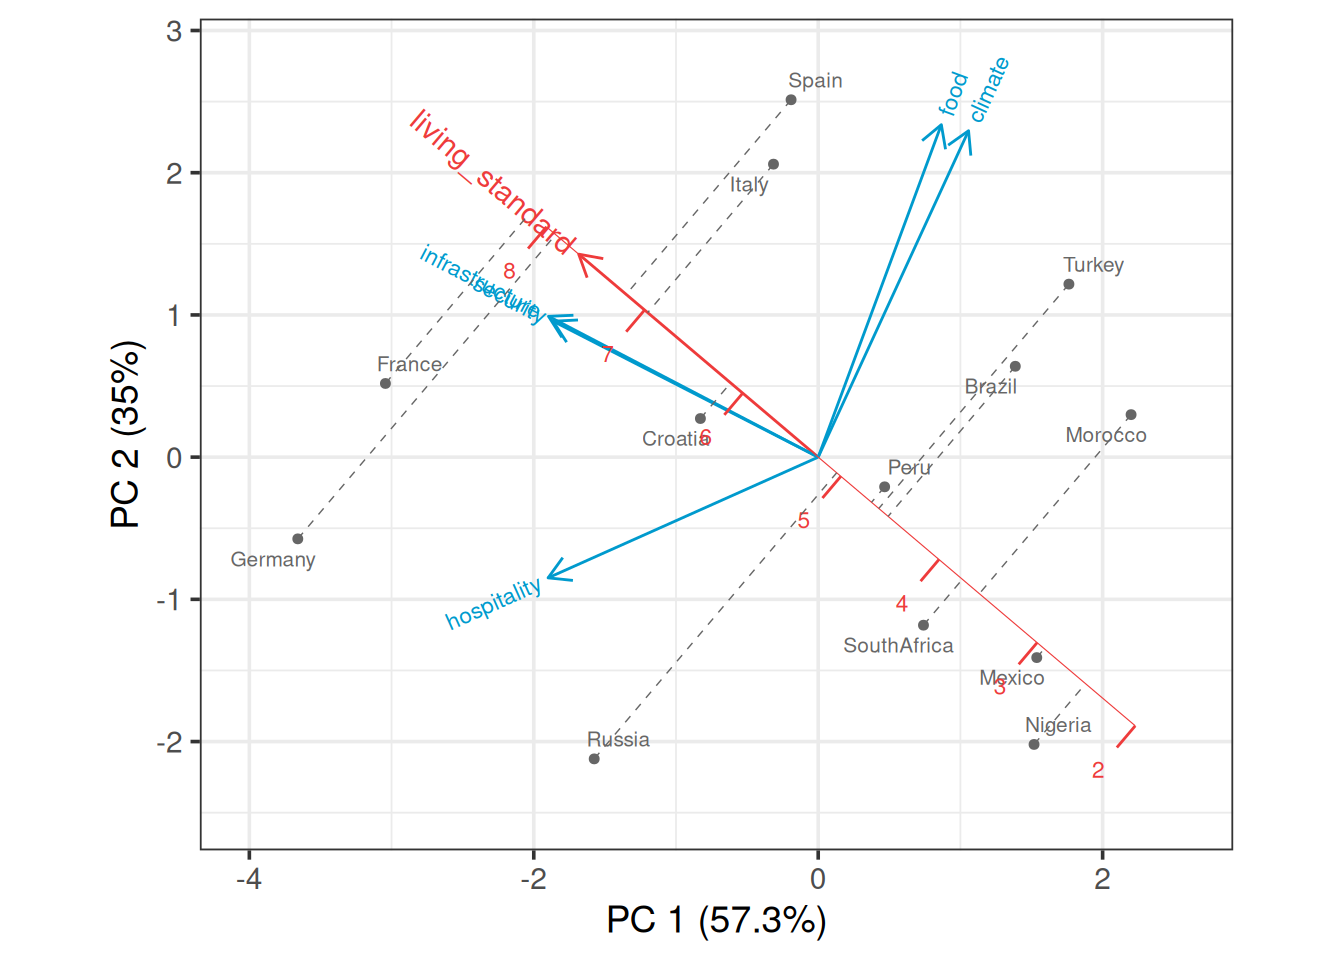 3
2
1
0
-1
-2
PC 2 (35%)
-4
-2
0
2
PC 1 (57.3%)
Spain
food
climate
Italy
living_standard
infrastructure
security
Turkey
8
7
France
Brazil
Morocco
Croatia
6
Peru
5
Germany
hospitality
4
SouthAfrica
Mexico
3
Nigeria
Russia
2